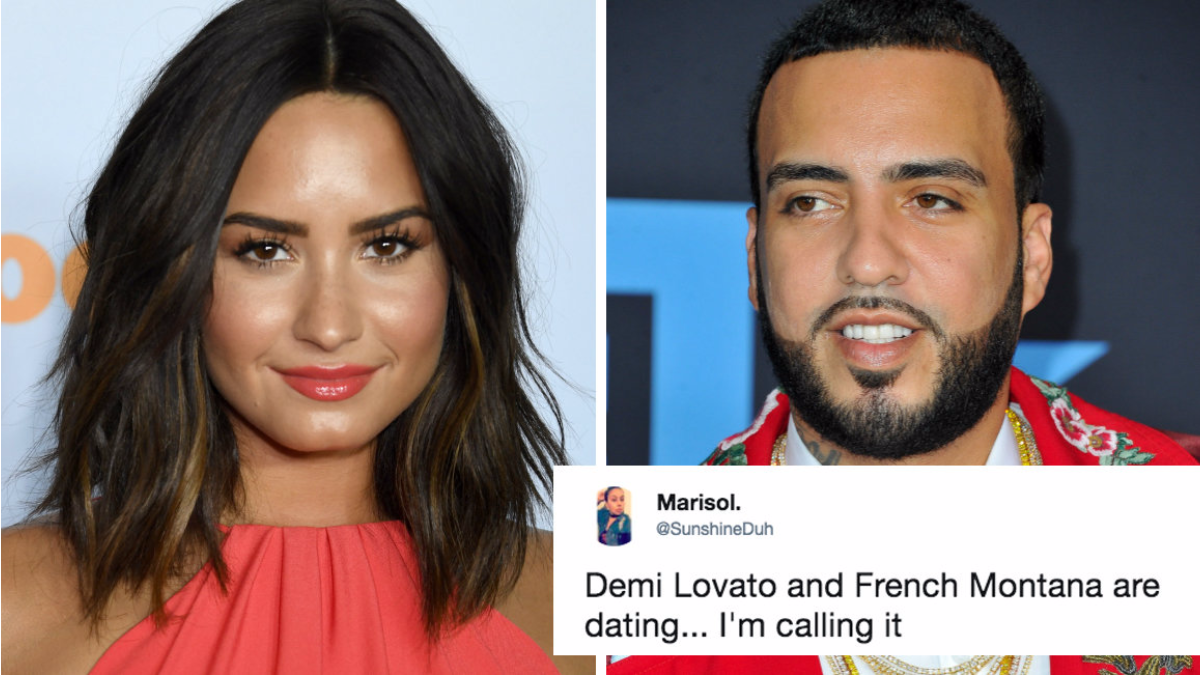 Marisol.
@SunshineDuh
Demi Lovato and French Montana are
dating... I'm calling it